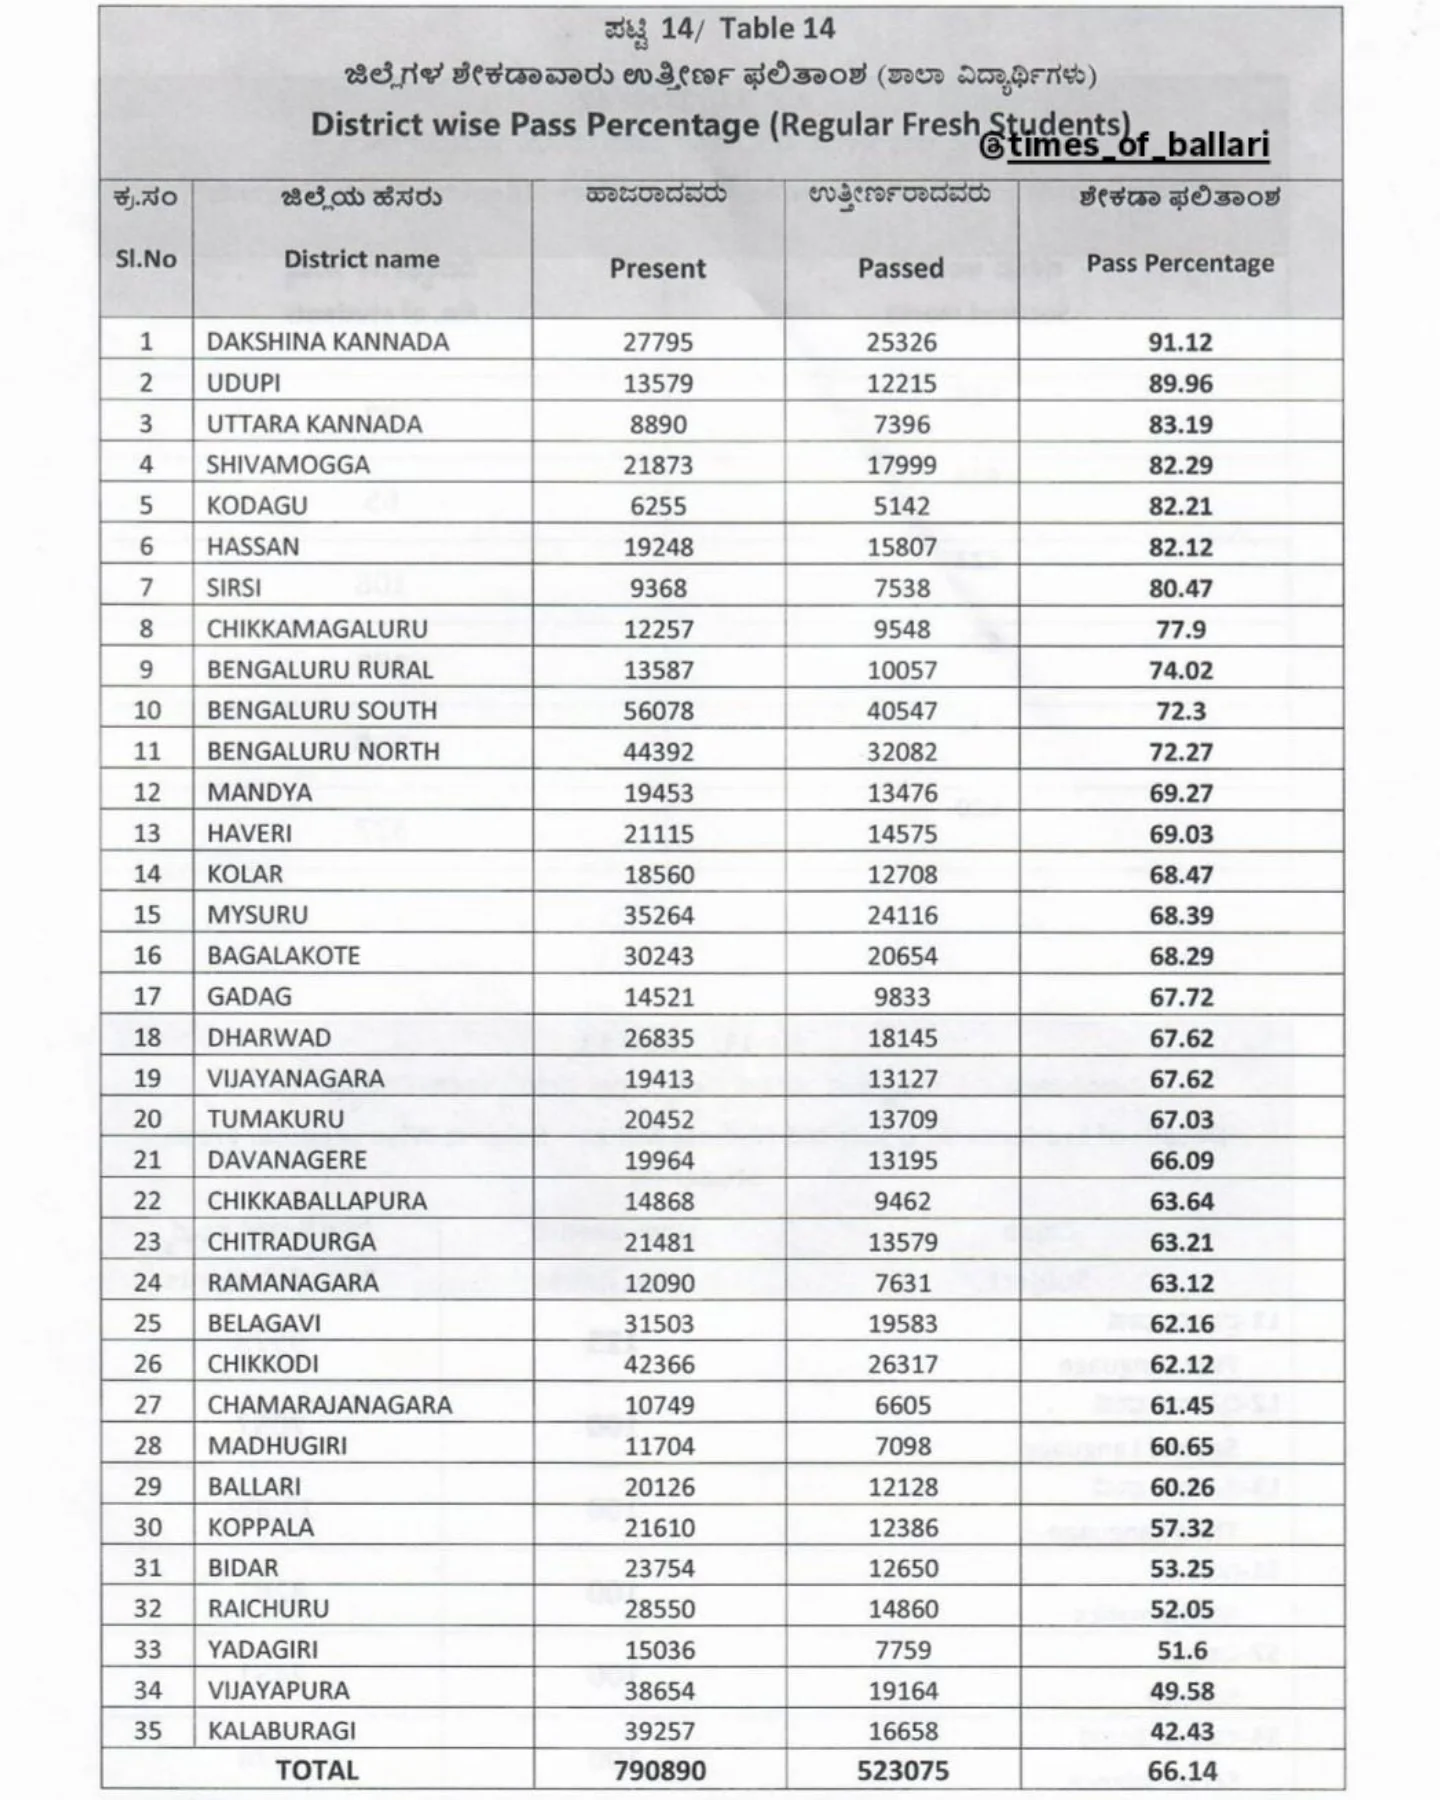 ಪಟ್ಟಿ 14/ Table 14
ಜಿಲ್ಲೆಗಳ ಶೇಕಡಾವಾರು ಉತ್ತೀರ್ಣ ಫಲಿತಾಂಶ (ಶಾಲಾ ವಿದ್ಯಾರ್ಥಿಗಳು)
District wise Pass Percentage (Regular Fresh Students)
@times_of_ballari
ಕ್ರ.ಸಂ ಜಿಲ್ಲೆಯ ಹೆಸರು ಹಾಜರಾದವರು ಉತ್ತೀರ್ಣರಾದವರು ಶೇಕಡಾ ಫಲಿತಾಂಶ
Sl.No District name Present Passed Pass Percentage
1 DAKSHINA KANNADA 27795 25326 91.12
2 UDUPI 13579 12215 89.96
3 UTTARA KANNADA 8890 7396 83.19
4 SHIVAMOGGA 21873 17999 82.29
5 KODAGU 6255 5142 82.21
6 HASSAN 19248 15807 82.12
7 SIRSI 9368 7538 80.47
8 CHIKKAMAGALURU 12257 9548 77.9
9 BENGALURU RURAL 13587 10057 74.02
10 BENGALURU SOUTH 56078 40547 72.3
11 BENGALURU NORTH 44392 32082 72.27
12 MANDYA 19453 13476 69.27
13 HAVERI 21115 14575 69.03
14 KOLAR 18560 12708 68.47
15 MYSURU 35264 24116 68.39
16 BAGALAKOTE 30243 20654 68.29
17 GADAG 14521 9833 67.72
18 DHARWAD 26835 18145 67.62
19 VIJAYANAGARA 19413 13127 67.62
20 TUMAKURU 20452 13709 67.03
21 DAVANAGERE 19964 13195 66.09
22 CHIKKABALLAPURA 14868 9462 63.64
23 CHITRADURGA 21481 13579 63.21
24 RAMANAGARA 12090 7631 63.12
25 BELAGAVI 31503 19583 62.16
26 CHIKKODI 42366 26317 62.12
27 CHAMARAJANAGARA 10749 6605 61.45
28 MADHUGIRI 11704 7098 60.65
29 BALLARI 20126 12128 60.26
30 KOPPALA 21610 12386 57.32
31 BIDAR 23754 12650 53.25
32 RAICHURU 28550 14860 52.05
33 YADAGIRI 15036 7759 51.6
34 VIJAYAPURA 38654 19164 49.58
35 KALABURAGI 39257 16658 42.43
TOTAL 790890 523075 66.14